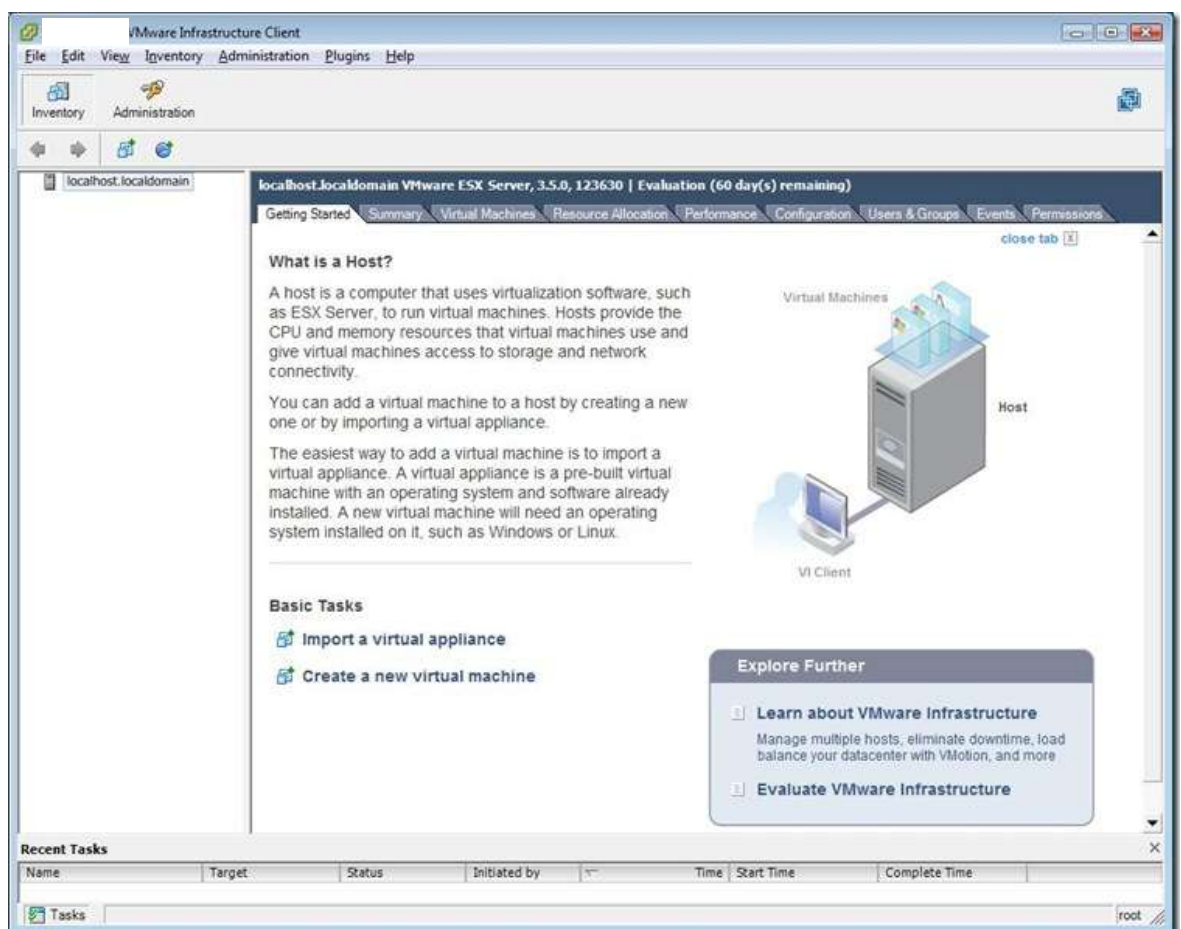 VMware Infrastructure Client
File Edit View Inventory Administration Plugins Help
Inventory Administration
localhost.localdomain
localhost.localdomain VMware ESX Server, 3.5.0, 123630 | Evaluation (60 day(s) remaining)
Getting Started Summary Virtual Machines Resource Allocation Performance Configuration Users & Groups Events Permissions
close tab X
What is a Host?
A host is a computer that uses virtualization software, such
as ESX Server, to run virtual machines. Hosts provide the
CPU and memory resources that virtual machines use and
give virtual machines access to storage and network
connectivity.
You can add a virtual machine to a host by creating a new
one or by importing a virtual appliance.
The easiest way to add a virtual machine is to import a
virtual appliance. A virtual appliance is a pre-built virtual
machine with an operating system and software already
installed. A new virtual machine will need an operating
system installed on it, such as Windows or Linux.
Virtual Machines
Host
VI Client
Basic Tasks
Import a virtual appliance
Create a new virtual machine
Explore Further
Learn about VMware Infrastructure
Manage multiple hosts, eliminate downtime, load
balance your datacenter with VMotion, and more
Evaluate VMware Infrastructure
Recent Tasks
Name Target Status Initiated by Time Start Time Complete Time
Tasks root